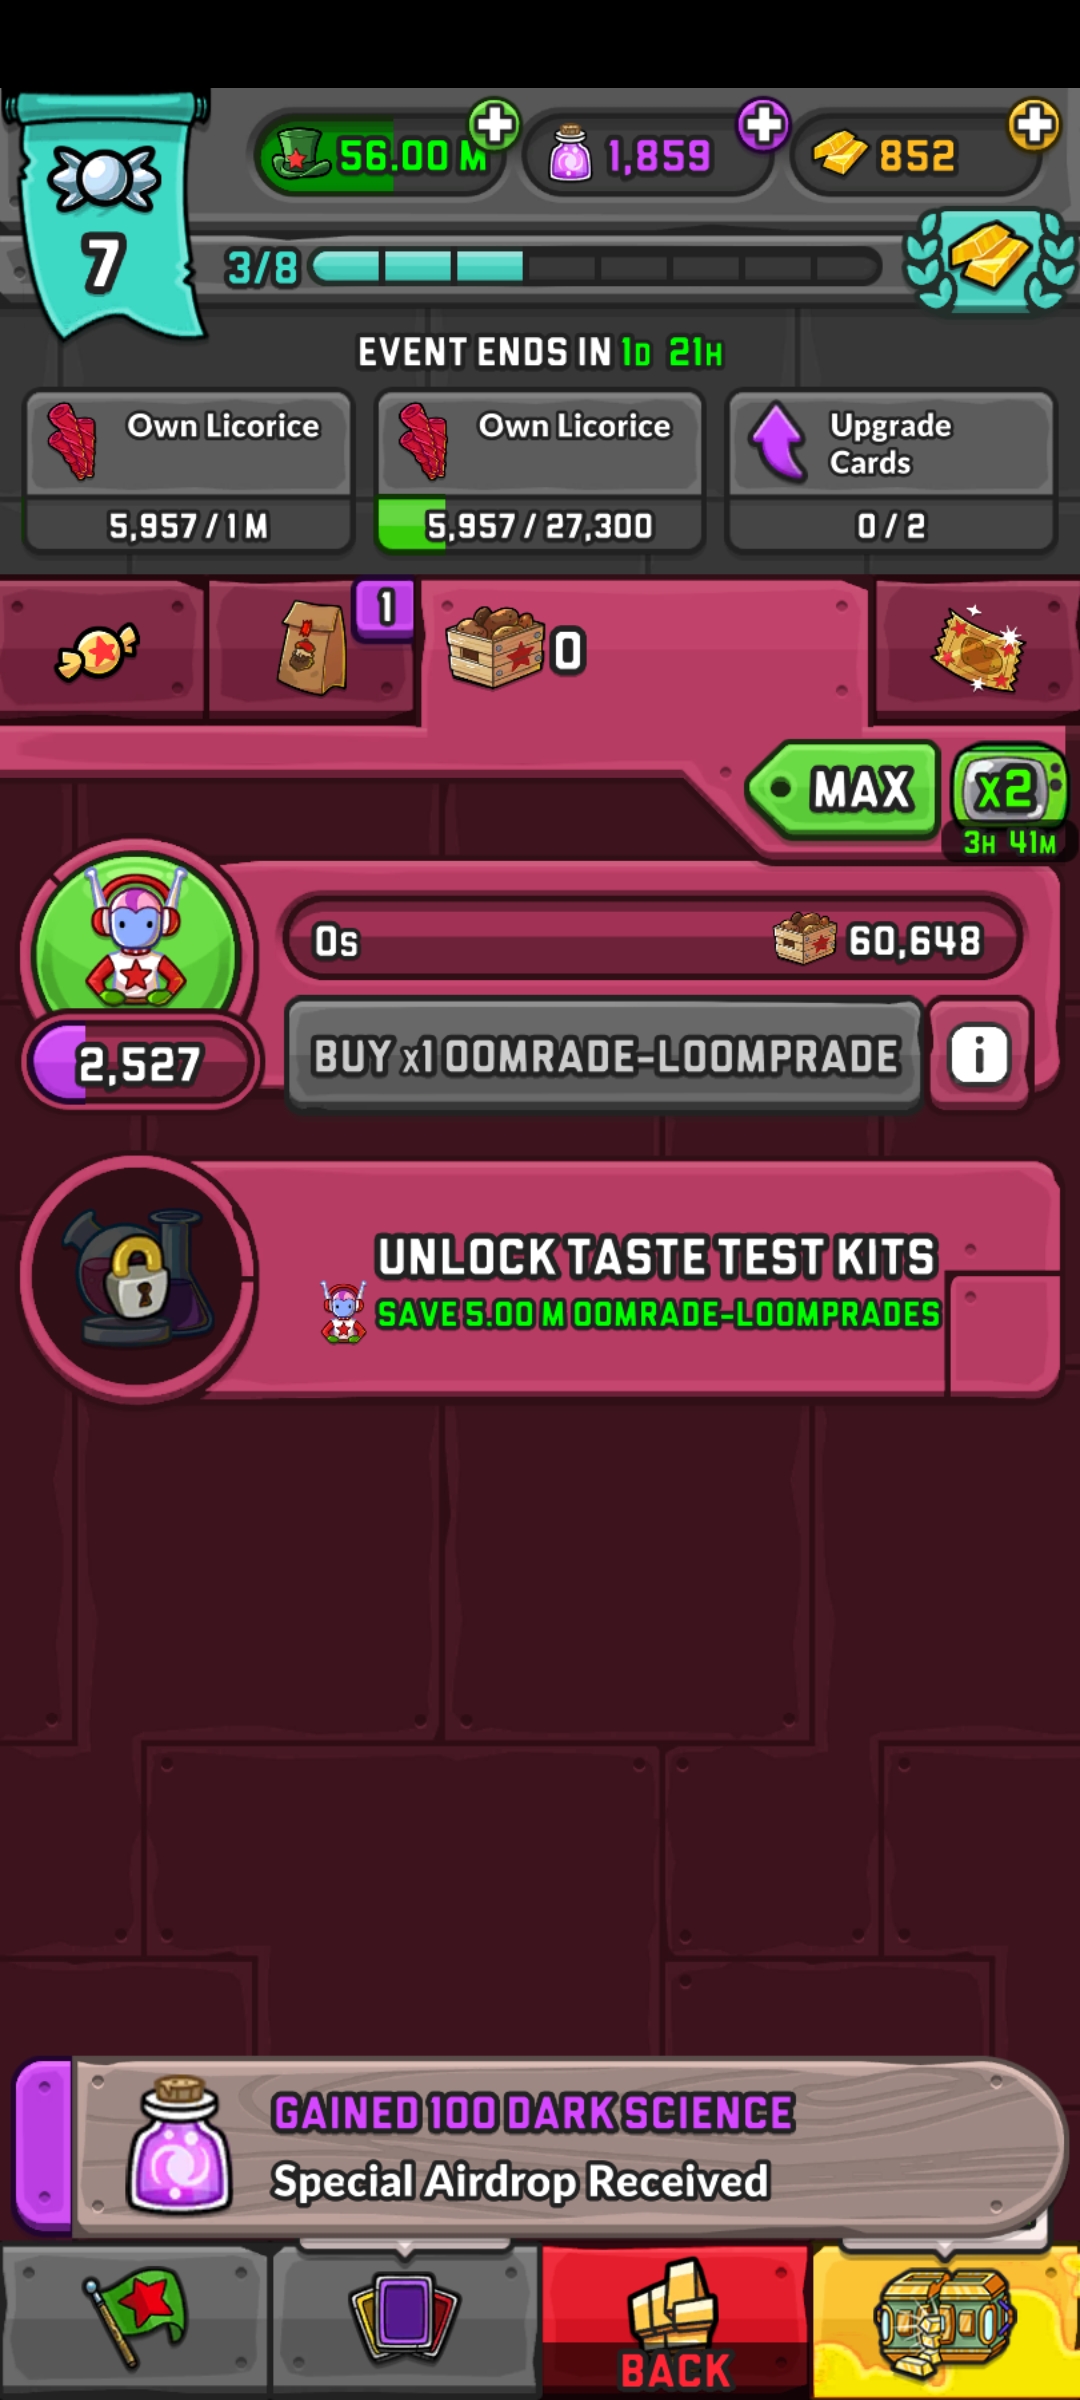 56.00 M
1,859
852
7
3/8
EVENT ENDS IN 1D 21H
Own Licorice
5,957 / 1 M
Own Licorice
5,957 / 27,300
Upgrade
Cards
0 / 2
1
0
MAX
x2
3H 41M
0s
60,648
2,527
BUY x1 OOMRADE-LOOMPRADE
i
UNLOCK TASTE TEST KITS
SAVE 5.00 M OOMRADE-LOOMPRADES
GAINED 100 DARK SCIENCE
Special Airdrop Received
BACK